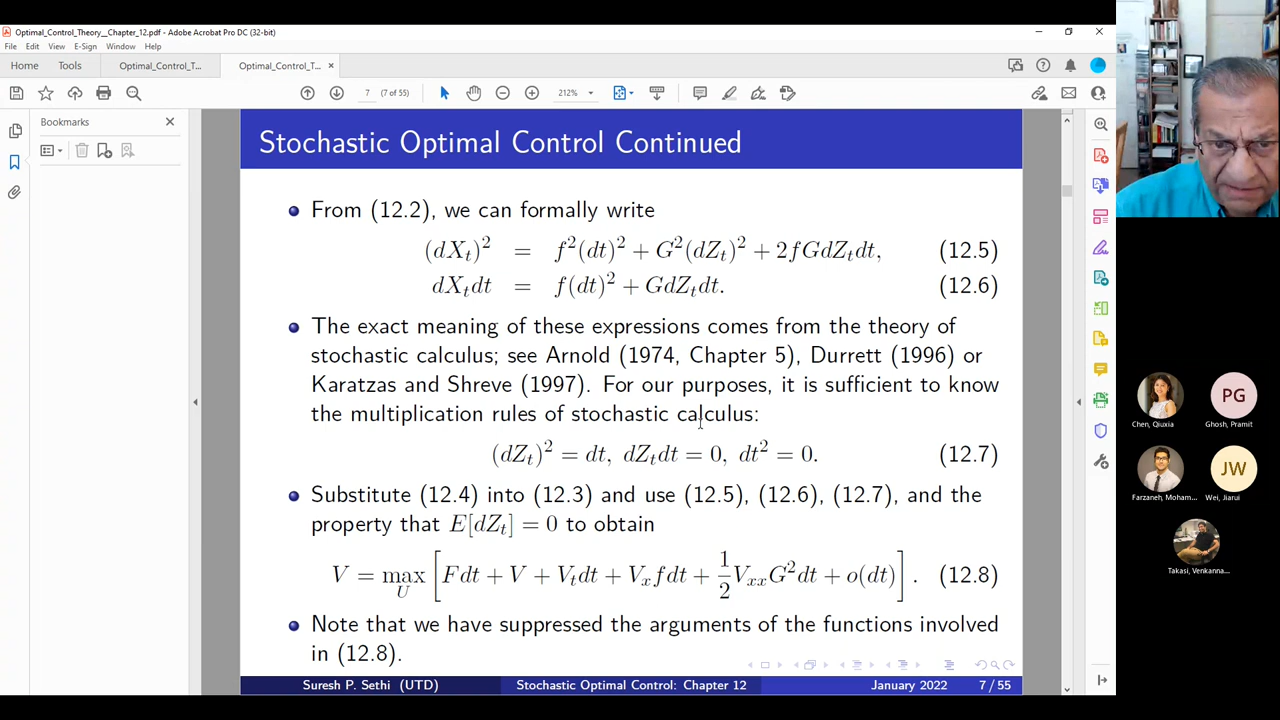 Optimal_Control_Theory__Chapter_12.pdf - Adobe Acrobat Pro DC (32-bit)
File Edit View E-Sign Window Help
Home Tools Optimal_Control_T... Optimal_Control_T... ×
7 (7 of 55) 212%
Bookmarks
Stochastic Optimal Control Continued
From (12.2), we can formally write
(dX_t)^2 = f^2(dt)^2 + G^2(dZ_t)^2 + 2fGdZ_tdt, (12.5)
dX_tdt = f(dt)^2 + GdZ_tdt. (12.6)
The exact meaning of these expressions comes from the theory of
stochastic calculus; see Arnold (1974, Chapter 5), Durrett (1996) or
Karatzas and Shreve (1997). For our purposes, it is sufficient to know
the multiplication rules of stochastic calculus:
(dZ_t)^2 = dt, dZ_tdt = 0, dt^2 = 0. (12.7)
Substitute (12.4) into (12.3) and use (12.5), (12.6), (12.7), and the
property that E[dZ_t] = 0 to obtain
V = max_U [Fdt + V + V_tdt + V_xfdt + 1/2 V_xxG^2dt + o(dt)]. (12.8)
Note that we have suppressed the arguments of the functions involved
in (12.8).
Suresh P. Sethi (UTD) Stochastic Optimal Control: Chapter 12 January 2022 7 / 55
PG
Chen, Qiuxia Ghosh, Pramit
JW
Farzaneh, Moham... Wei, Jiarui
Takasi, Venkanna...